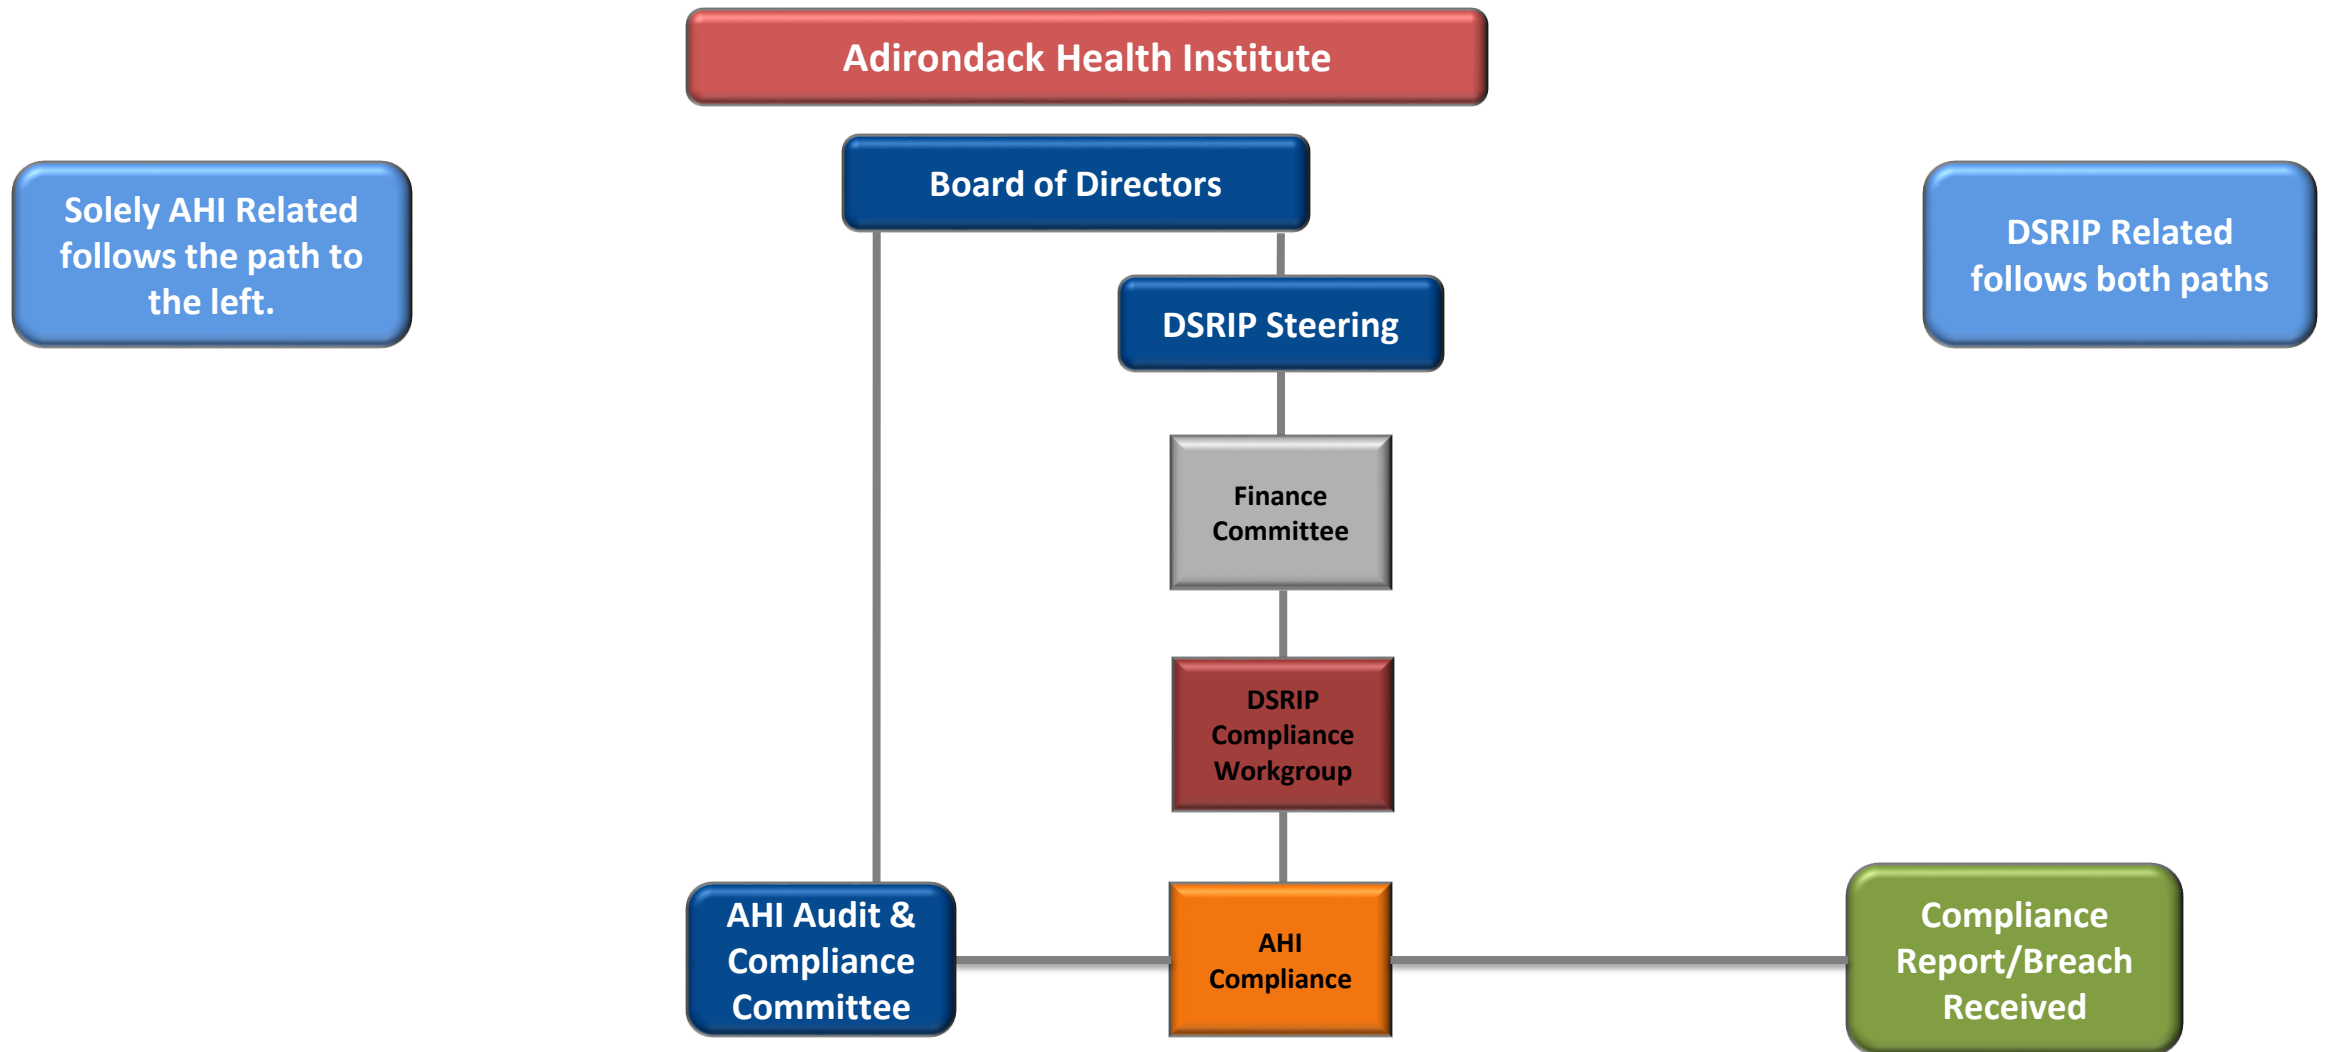 Adirondack Health Institute
Board of Directors
Solely AHI Related
follows the path to
the left.
DSRIP Related
follows both paths
DSRIP Steering
Finance
Committee
DSRIP
Compliance
Workgroup
AHI Audit &
Compliance
Committee
AHI
Compliance
Compliance
Report/Breach
Received